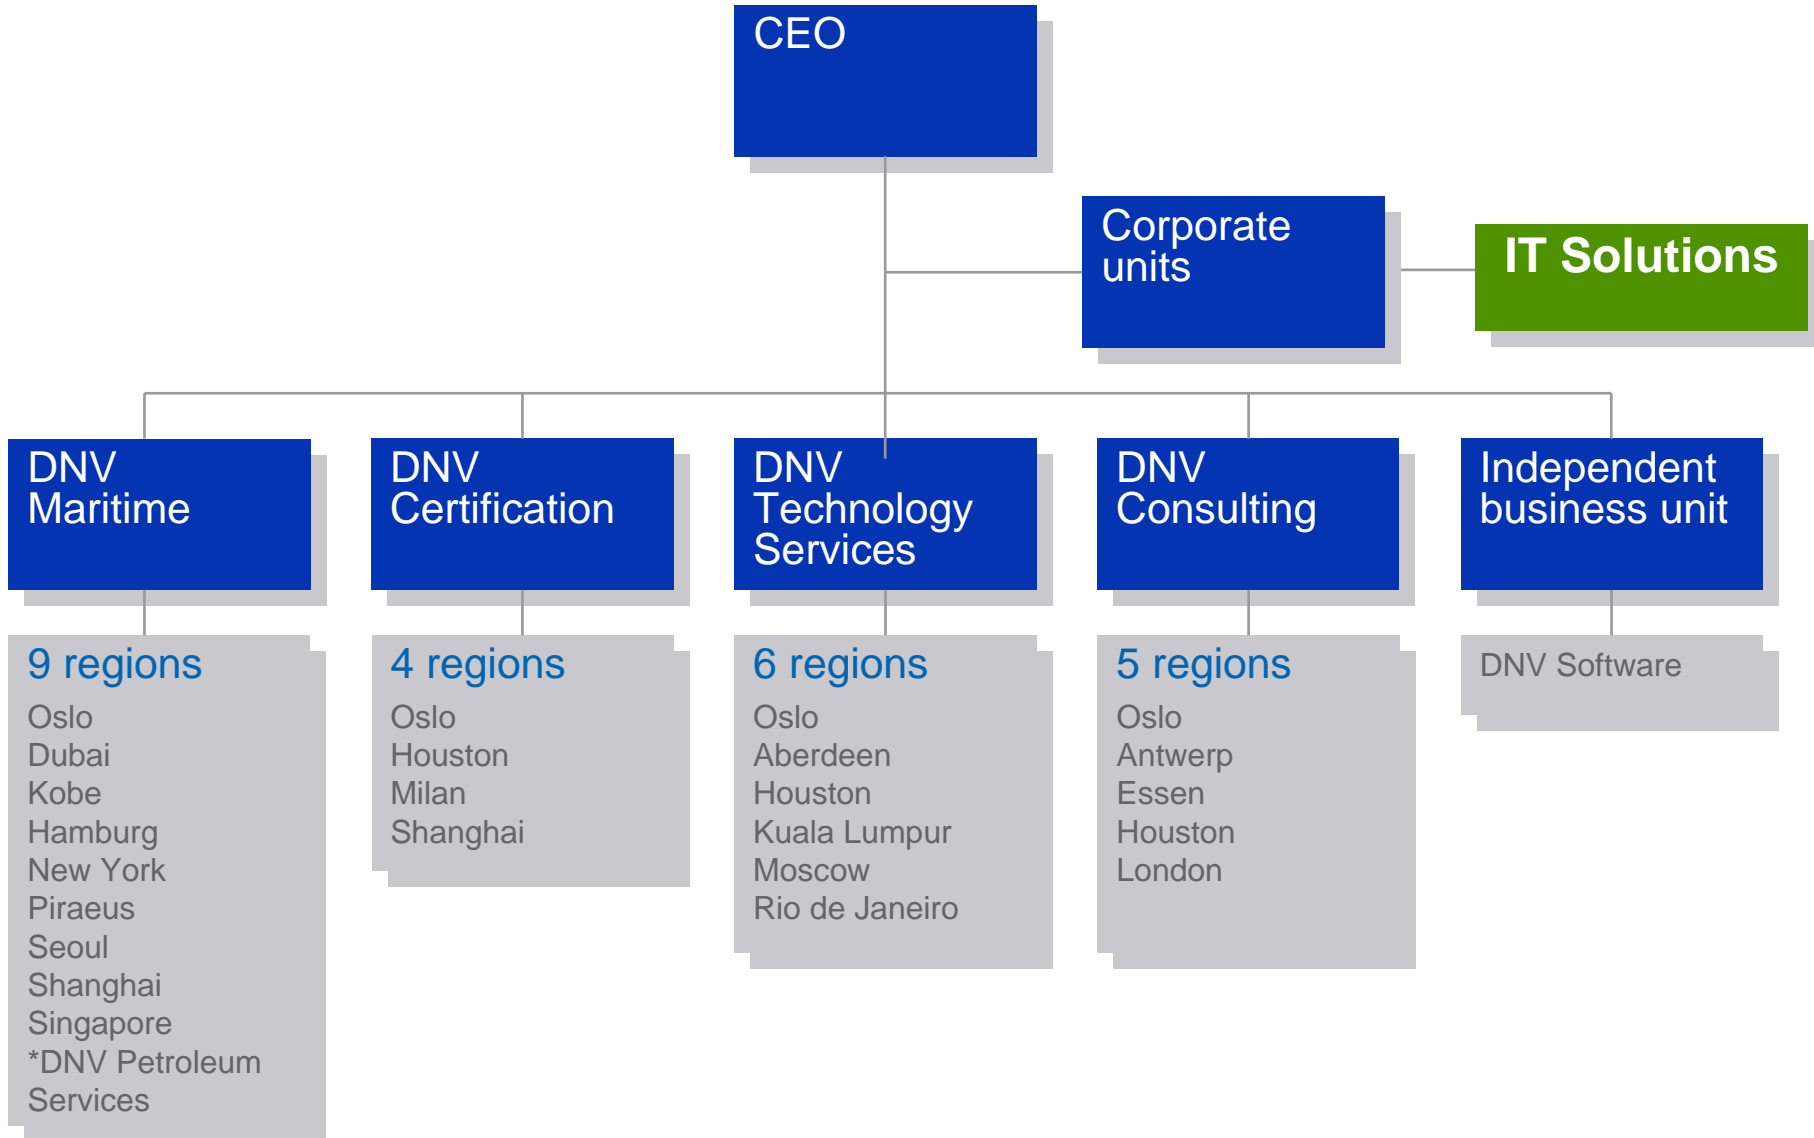 CEO
Corporate
units
IT Solutions
DNV
Maritime
DNV
Certification
DNV
Technology
Services
DNV
Consulting
Independent
business unit
9 regions
Oslo
Dubai
Kobe
Hamburg
New York
Piraeus
Seoul
Shanghai
Singapore
*DNV Petroleum
Services
4 regions
Oslo
Houston
Milan
Shanghai
6 regions
Oslo
Aberdeen
Houston
Kuala Lumpur
Moscow
Rio de Janeiro
5 regions
Oslo
Antwerp
Essen
Houston
London
DNV Software